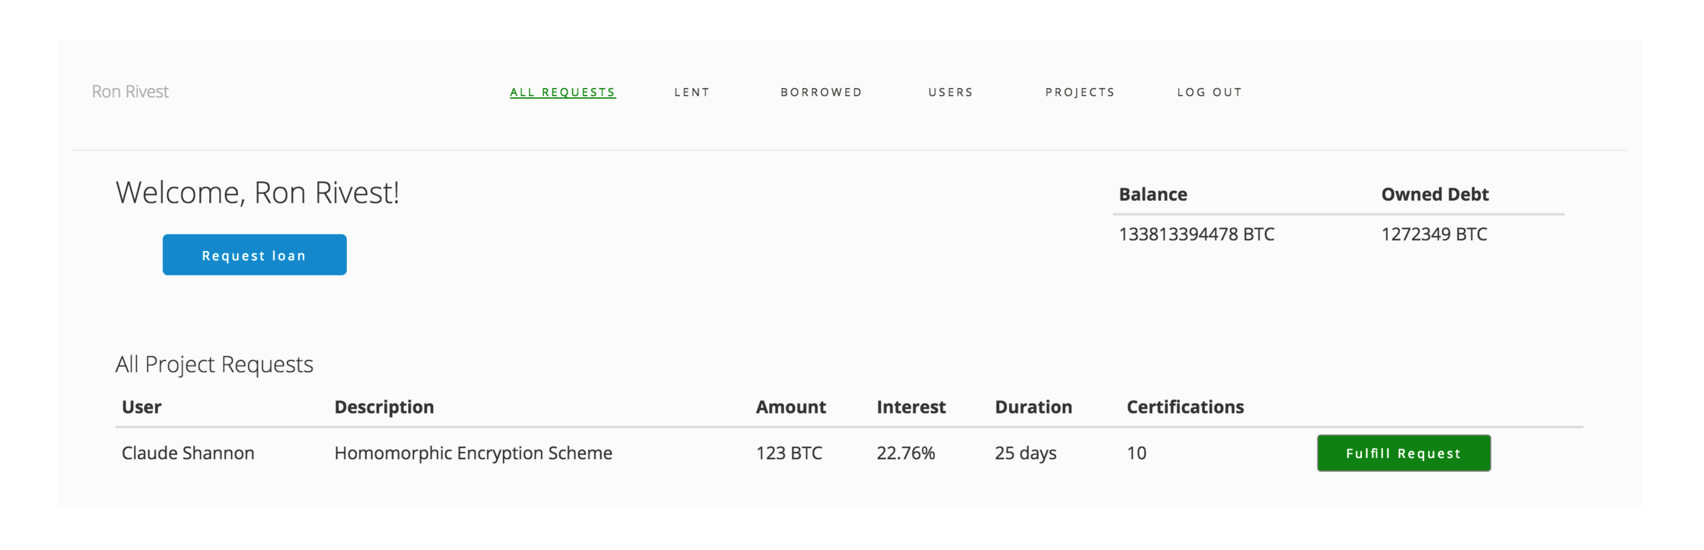 Ron Rivest ALL REQUESTS LENT BORROWED USERS PROJECTS LOG OUT
Welcome, Ron Rivest!
Balance Owned Debt
133813394478 BTC 1272349 BTC
Request loan
All Project Requests
User Description Amount Interest Duration Certifications
Claude Shannon Homomorphic Encryption Scheme 123 BTC 22.76% 25 days 10 Fulfill Request